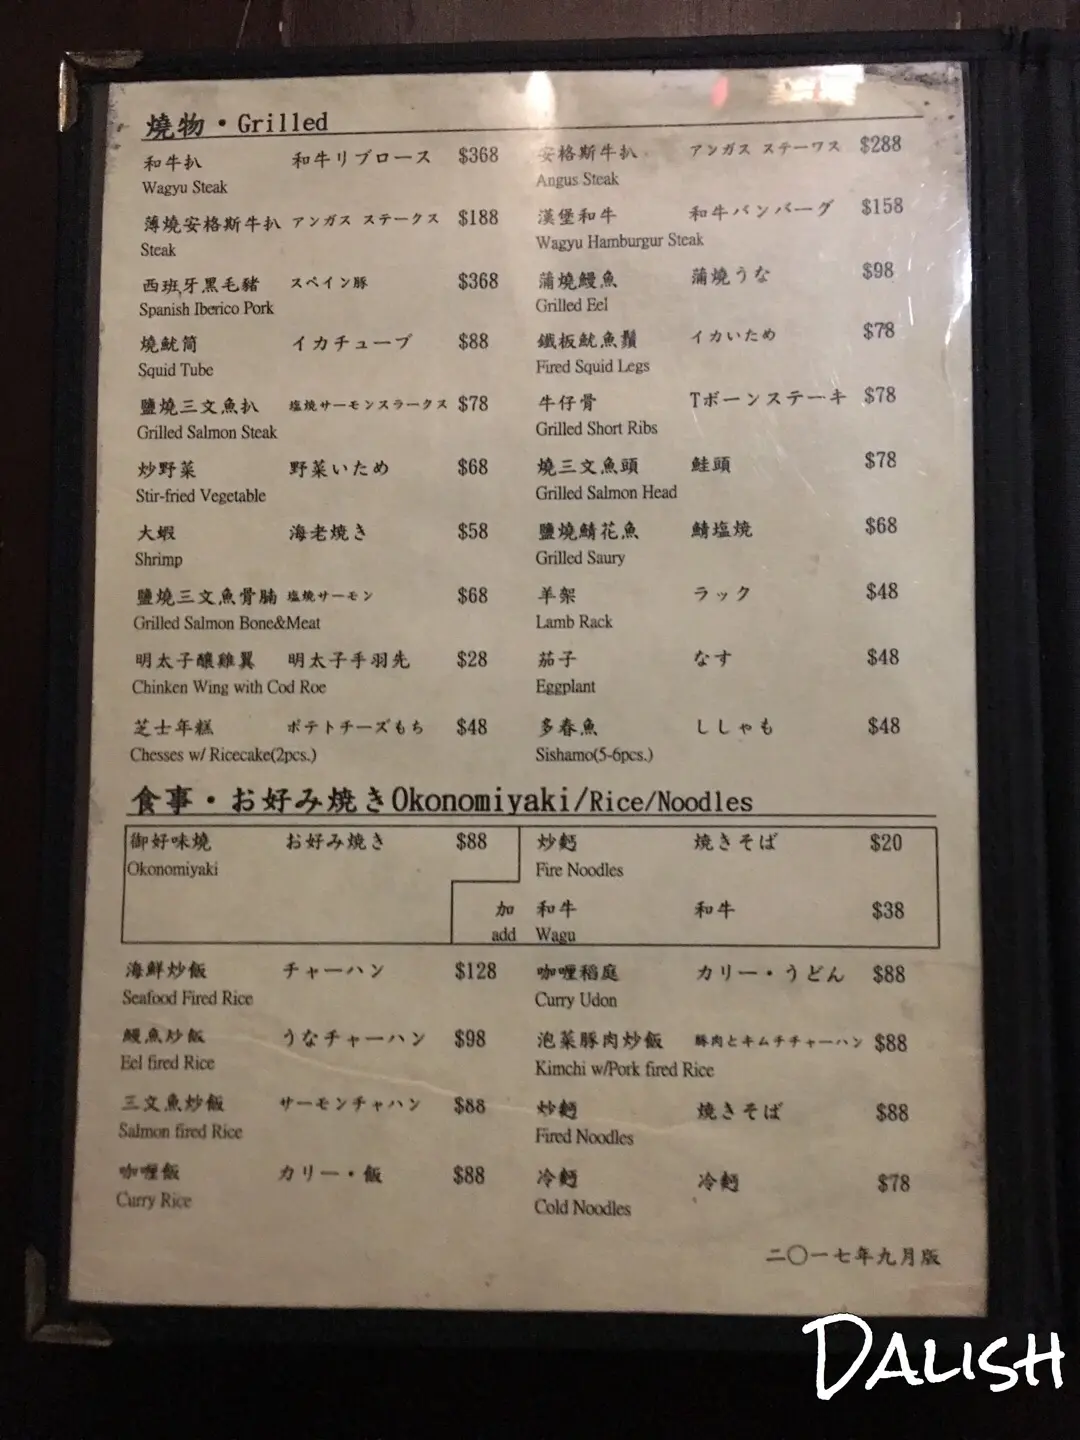 燒物・Grilled
和牛扒 和牛リブロース $368 安格斯牛扒 アンガス ステーワス $288
Wagyu Steak Angus Steak
薄燒安格斯牛扒 アンガス ステークス $188 漢堡和牛 和牛バンバーグ $158
Steak Wagyu Hamburgur Steak
西班牙黑毛豬 スペイン豚 $368 蒲燒鰻魚 蒲燒うな $98
Spanish Iberico Pork Grilled Eel
燒魷筒 イカチューブ $88 鐵板魷魚鬚 イカいため $78
Squid Tube Fired Squid Legs
鹽燒三文魚扒 塩焼サーモンスラークス $78 牛仔骨 Tボーンステーキ $78
Grilled Salmon Steak Grilled Short Ribs
炒野菜 野菜いため $68 燒三文魚頭 鮭頭 $78
Stir-fried Vegetable Grilled Salmon Head
大蝦 海老焼き $58 鹽燒鯖花魚 鯖塩焼 $68
Shrimp Grilled Saury
鹽燒三文魚骨腩 塩焼サーモン $68 羊架 ラック $48
Grilled Salmon Bone&Meat Lamb Rack
明太子釀雞翼 明太子手羽先 $28 茄子 なす $48
Chinken Wing with Cod Roe Eggplant
芝士年糕 ポテトチーズもち $48 多春魚 ししゃも $48
Chesses w/ Ricecake(2pcs.) Sishamo(5-6pcs.)
食事・お好み焼きOkonomiyaki/Rice/Noodles
御好味燒 お好み焼き $88 炒麵 焼きそば $20
Okonomiyaki Fire Noodles
加 和牛 和牛 $38
add Wagu
海鮮炒飯 チャーハン $128 咖喱稻庭 カリー・うどん $88
Seafood Fired Rice Curry Udon
鰻魚炒飯 うなチャーハン $98 泡菜豚肉炒飯 豚肉とキムチチャーハン $88
Eel fired Rice Kimchi w/Pork fired Rice
三文魚炒飯 サーモンチャハン $88 炒麵 焼きそば $88
Salmon fired Rice Fired Noodles
咖喱飯 カリー・飯 $88 冷麵 冷麵 $78
Curry Rice Cold Noodles
二〇一七年九月版
DALISH